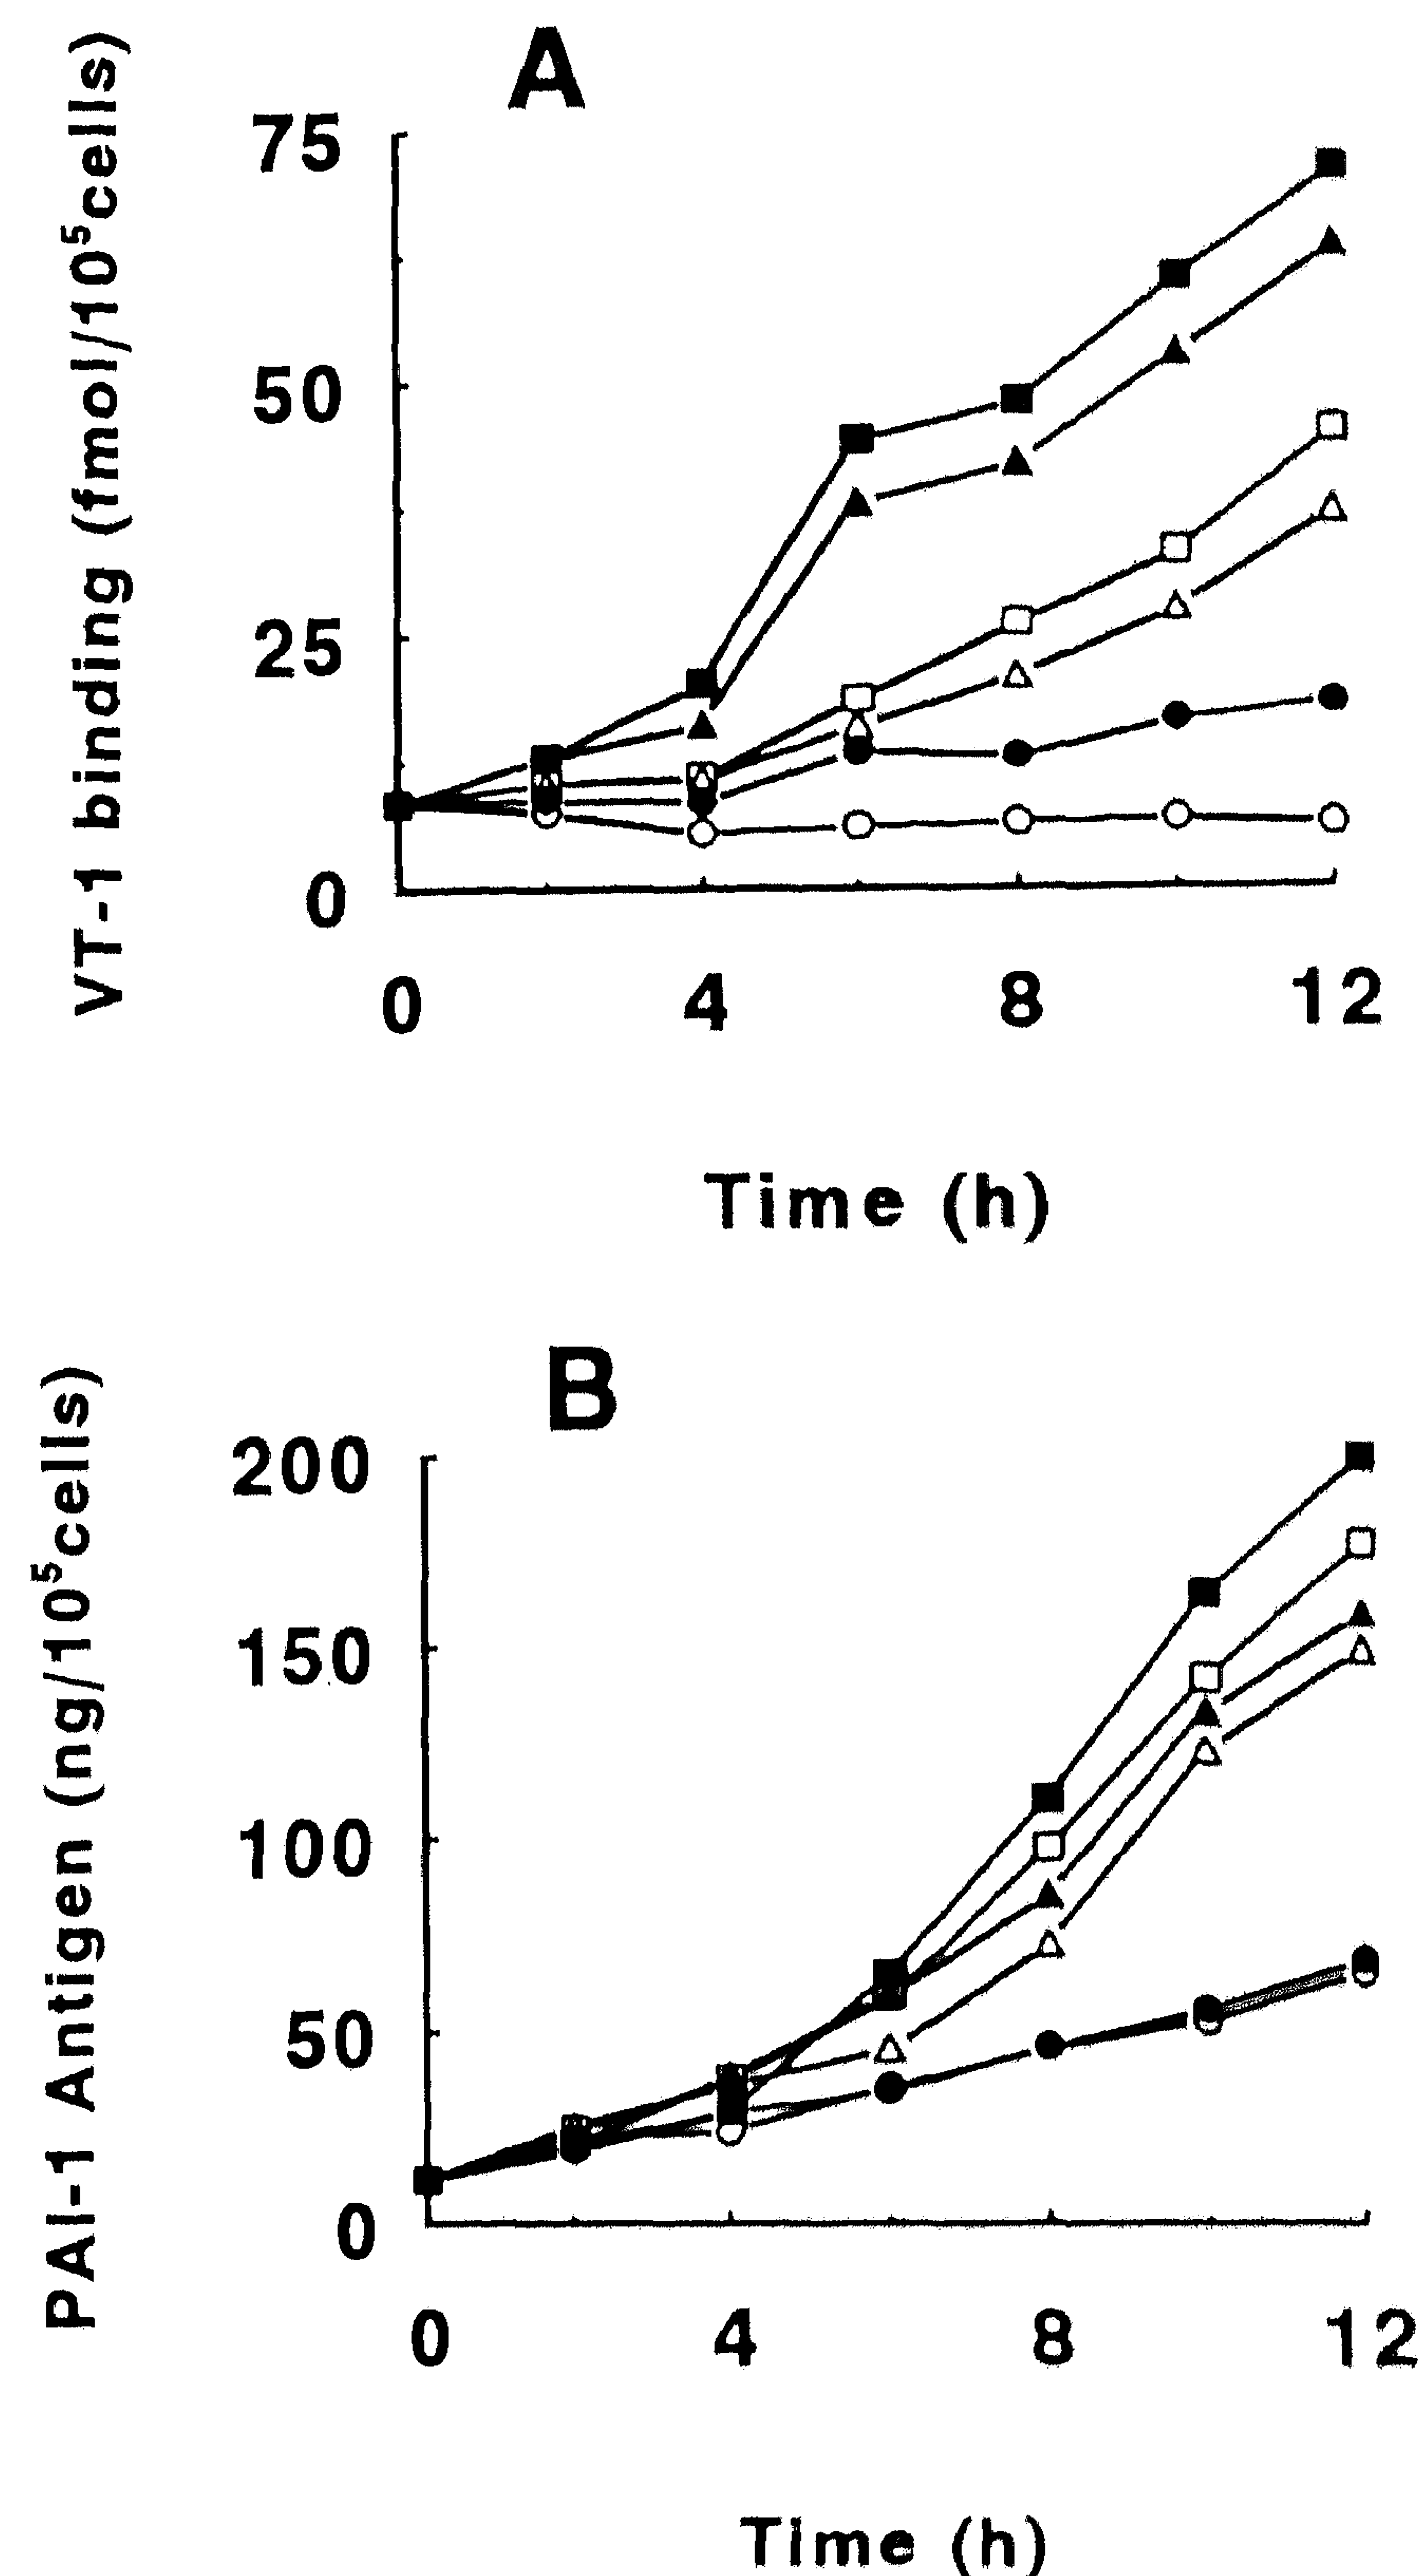 A
VT-1 binding (fmol/10⁵cells)
75
50
25
0
0 4 8 12
Time (h)
B
PAI-1 Antigen (ng/10⁵cells)
200
150
100
50
0
0 4 8 12
Time (h)